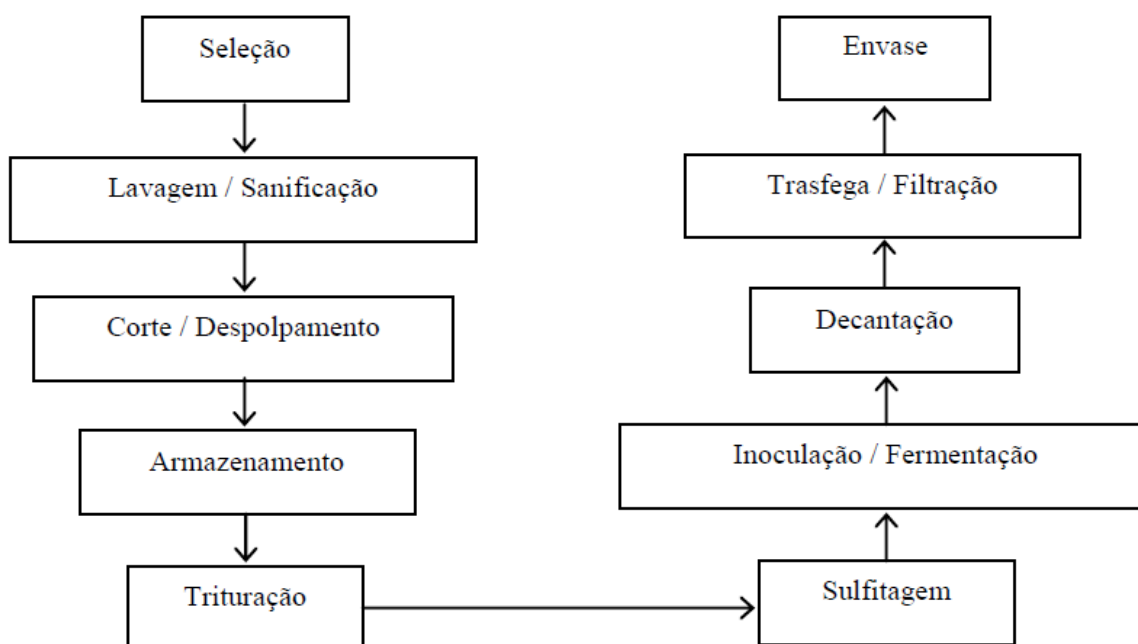 Seleção
Lavagem / Sanificação
Corte / Despolpamento
Armazenamento
Trituração
Sulfitagem
Inoculação / Fermentação
Decantação
Trasfega / Filtração
Envase